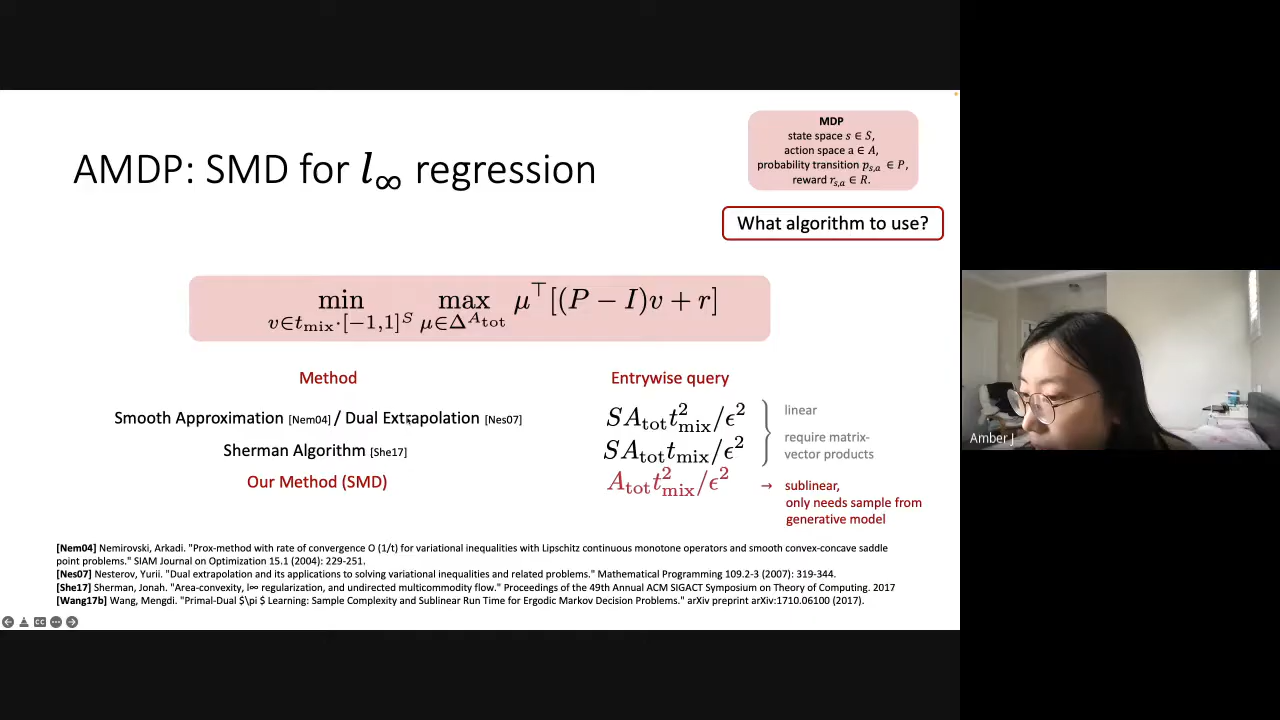 AMDP: SMD for l∞ regression
MDP
state space s ∈ S,
action space a ∈ A,
probability transition p_{s,a} ∈ P,
reward r_{s,a} ∈ R.
What algorithm to use?
min_{v∈t_mix·[−1,1]^S} max_{μ∈Δ^{A_tot}} μ^⊤[(P − I)v + r]
Method
Entrywise query
Smooth Approximation [Nem04] / Dual Extrapolation [Nes07]
SA_tot t_mix^2/ϵ^2
linear
Sherman Algorithm [She17]
SA_tot t_mix/ϵ^2
require matrix-
vector products
Our Method (SMD)
A_tot t_mix^2/ϵ^2
→ sublinear,
only needs sample from
generative model
[Nem04] Nemirovski, Arkadi. "Prox-method with rate of convergence O (1/t) for variational inequalities with Lipschitz continuous monotone operators and smooth convex-concave saddle
point problems." SIAM Journal on Optimization 15.1 (2004): 229-251.
[Nes07] Nesterov, Yurii. "Dual extrapolation and its applications to solving variational inequalities and related problems." Mathematical Programming 109.2-3 (2007): 319-344.
[She17] Sherman, Jonah. "Area-convexity, l∞ regularization, and undirected multicommodity flow." Proceedings of the 49th Annual ACM SIGACT Symposium on Theory of Computing. 2017
[Wang17b] Wang, Mengdi. "Primal-Dual $\pi $ Learning: Sample Complexity and Sublinear Run Time for Ergodic Markov Decision Problems." arXiv preprint arXiv:1710.06100 (2017).
CC
Amber J